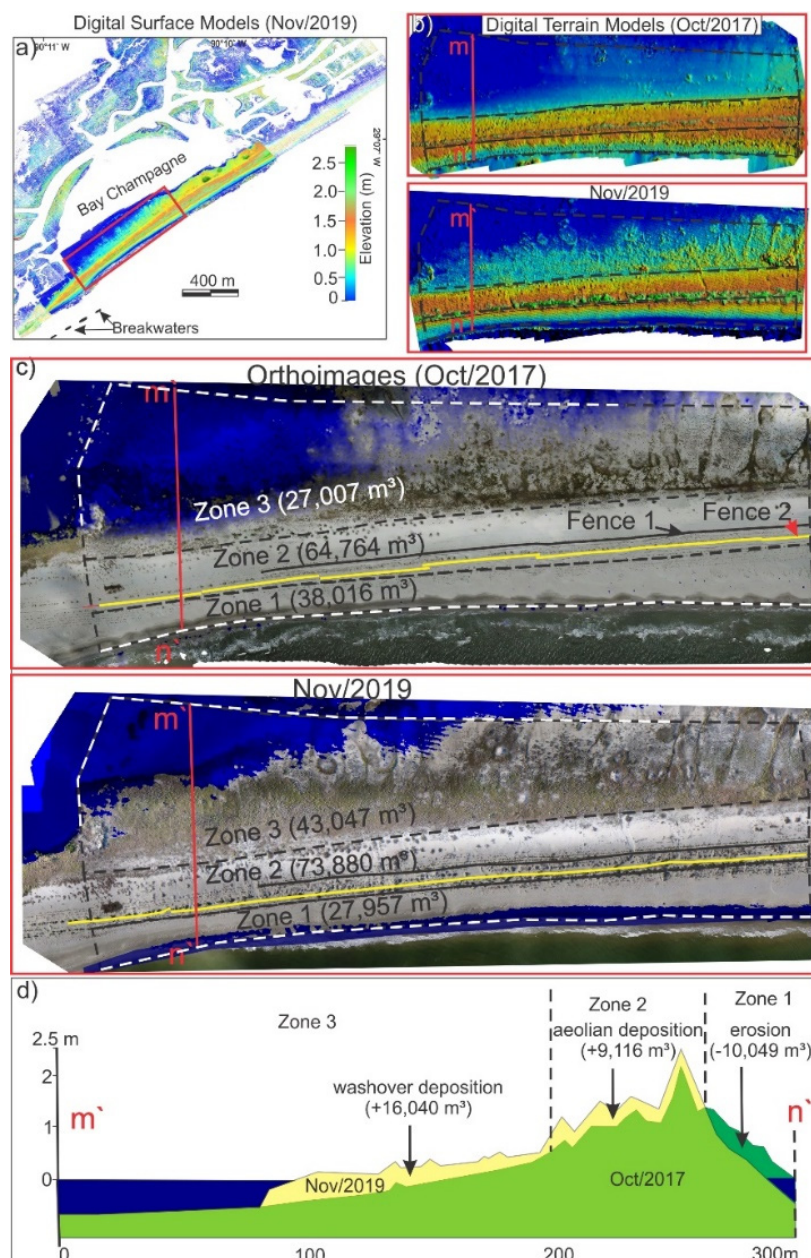 Digital Surface Models (Nov/2019)
a)
90°11' W
90°10' W
29°07' W
Bay Champagne
2.5
2.0
1.5
1.0
0.5
0
Elevation (m)
400 m
Breakwaters
b)
Digital Terrain Models (Oct/2017)
m`
n`
Nov/2019
m`
n`
c)
Orthoimages (Oct/2017)
m`
Zone 3 (27,007 m³)
Fence 1
Fence 2
Zone 2 (64,764 m³)
Zone 1 (38,016 m³)
n`
Nov/2019
m`
Zone 3 (43,047 m³)
Zone 2 (73,880 m³)
Zone 1 (27,957 m³)
n`
d)
Zone 3
Zone 2
Zone 1
aeolian deposition
(+9,116 m³)
erosion
(-10,049 m³)
2.5 m
2
1
0
m`
n`
washover deposition
(+16,040 m³)
Nov/2019
Oct/2017
0
100
200
300m